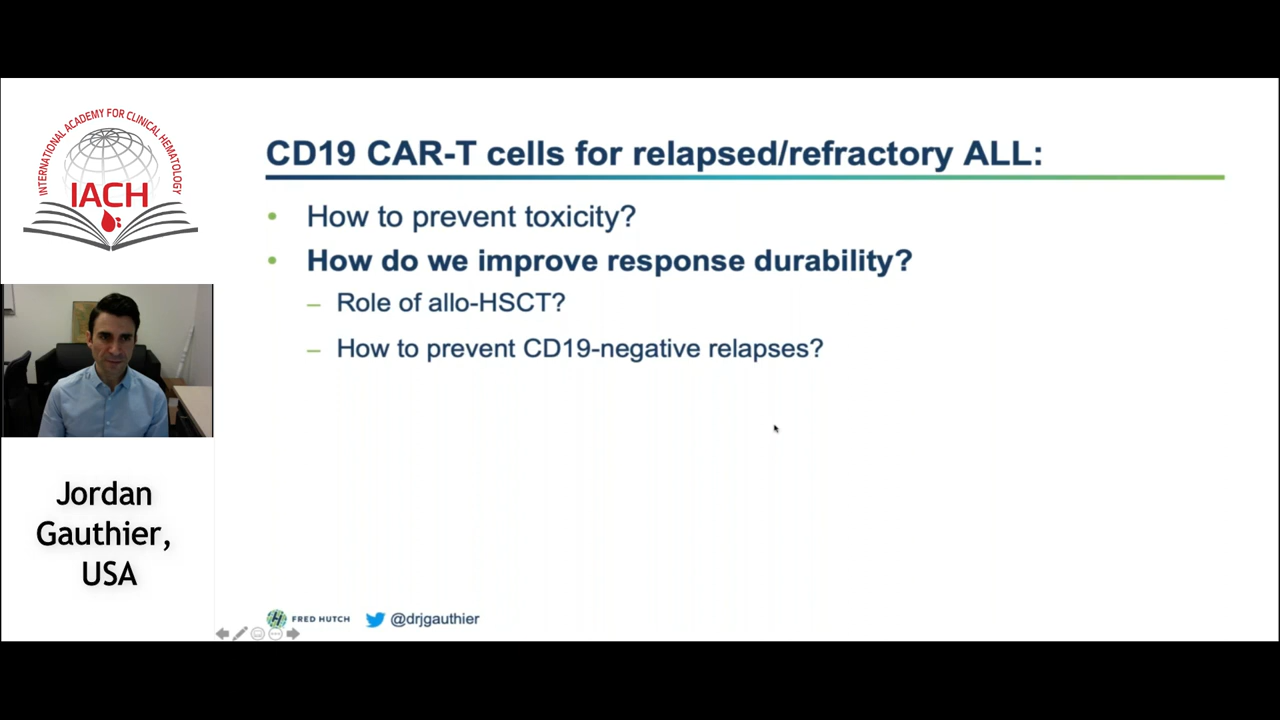 INTERNATIONAL ACADEMY FOR CLINICAL HEMATOLOGY
IACH
Jordan
Gauthier,
USA
CD19 CAR-T cells for relapsed/refractory ALL:
• How to prevent toxicity?
• How do we improve response durability?
– Role of allo-HSCT?
– How to prevent CD19-negative relapses?
FRED HUTCH @drjgauthier